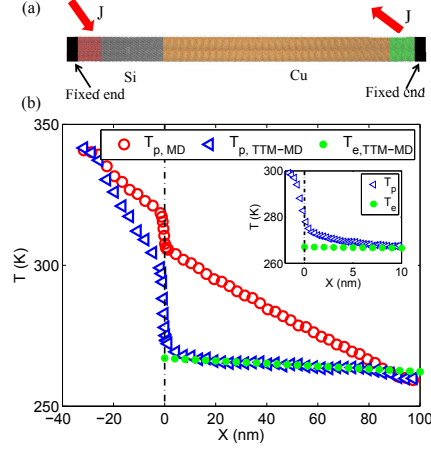 (a)
J
J
Si
Cu
Fixed end
Fixed end
(b)
350
300
250
T (K)
T_p, MD
T_p, TTM−MD
T_e,TTM−MD
300
280
260
T (K)
T_p
T_e
0
5
10
X (nm)
−40
−20
0
20
40
60
80
100
X (nm)